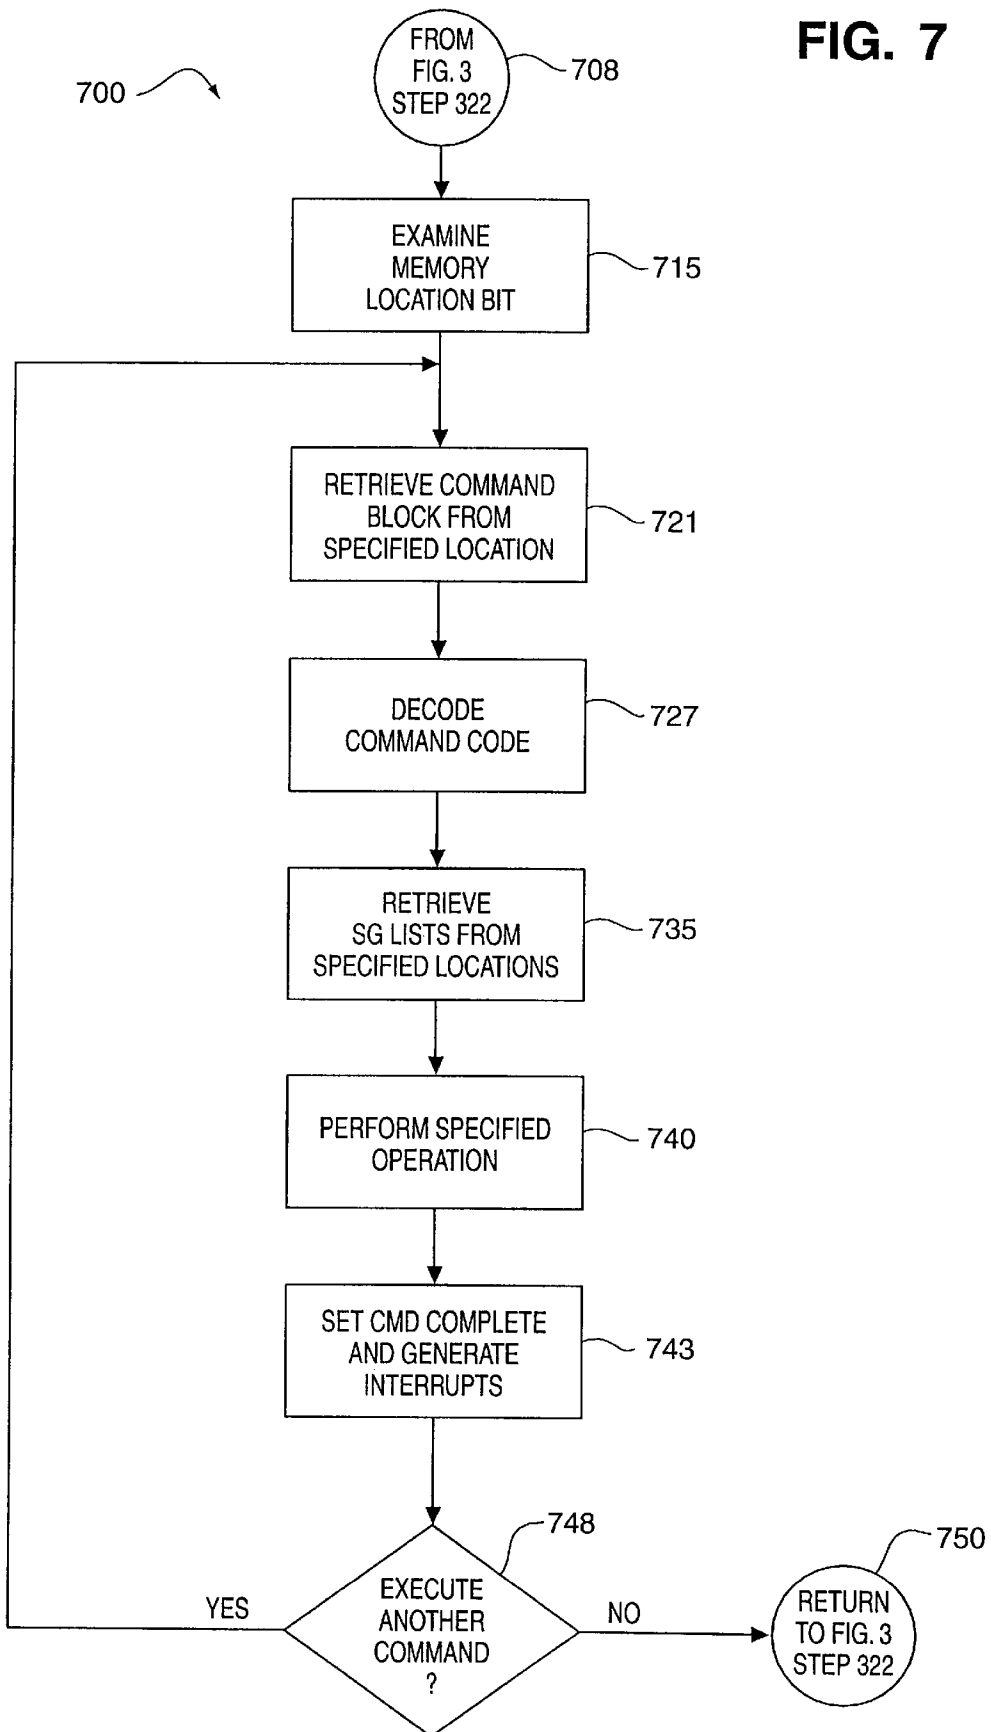 FIG. 7
700
FROM
FIG. 3
STEP 322
708
EXAMINE
MEMORY
LOCATION BIT
715
RETRIEVE COMMAND
BLOCK FROM
SPECIFIED LOCATION
721
DECODE
COMMAND CODE
727
RETRIEVE
SG LISTS FROM
SPECIFIED LOCATIONS
735
PERFORM SPECIFIED
OPERATION
740
SET CMD COMPLETE
AND GENERATE
INTERRUPTS
743
EXECUTE
ANOTHER
COMMAND
?
748
YES
NO
RETURN
TO FIG. 3
STEP 322
750